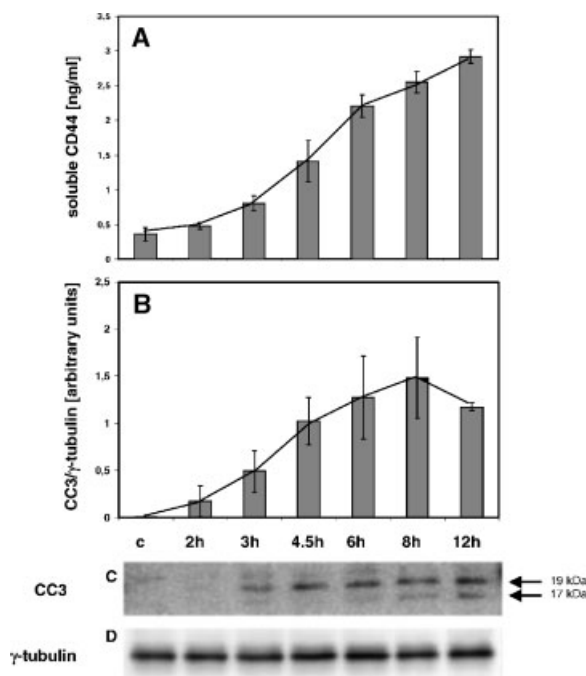 A
soluble CD44 [ng/ml]
3,5
3
2,5
2
1,5
1
0,5
0
B
CC3/γ-tubulin [arbitrary units]
2,5
2
1,5
1
0,5
0
c 2h 3h 4.5h 6h 8h 12h
CC3
C
19 kDa
17 kDa
γ-tubulin
D